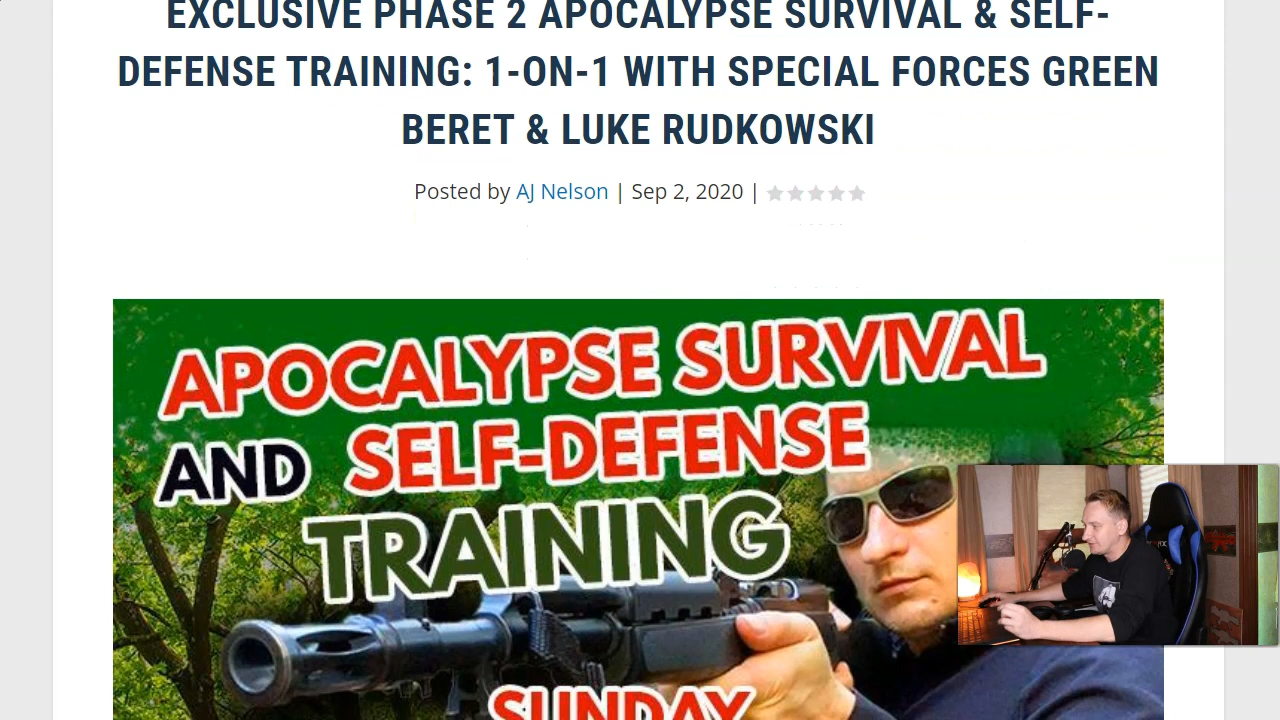 EXCLUSIVE PHASE 2 APOCALYPSE SURVIVAL & SELF-
DEFENSE TRAINING: 1-ON-1 WITH SPECIAL FORCES GREEN
BERET & LUKE RUDKOWSKI
Posted by AJ Nelson | Sep 2, 2020 |
APOCALYPSE SURVIVAL
AND SELF-DEFENSE
TRAINING
SUNDAY